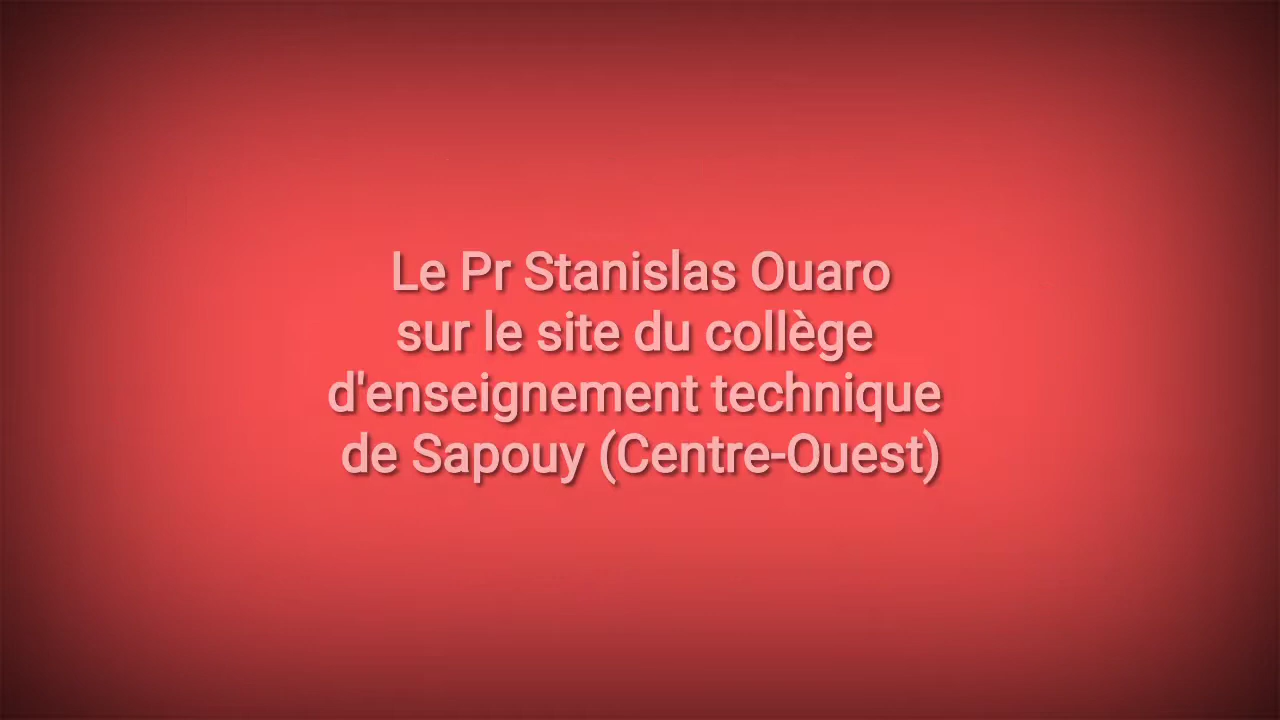 Le Pr Stanislas Ouaro
sur le site du collège
d'enseignement technique
de Sapouy (Centre-Ouest)